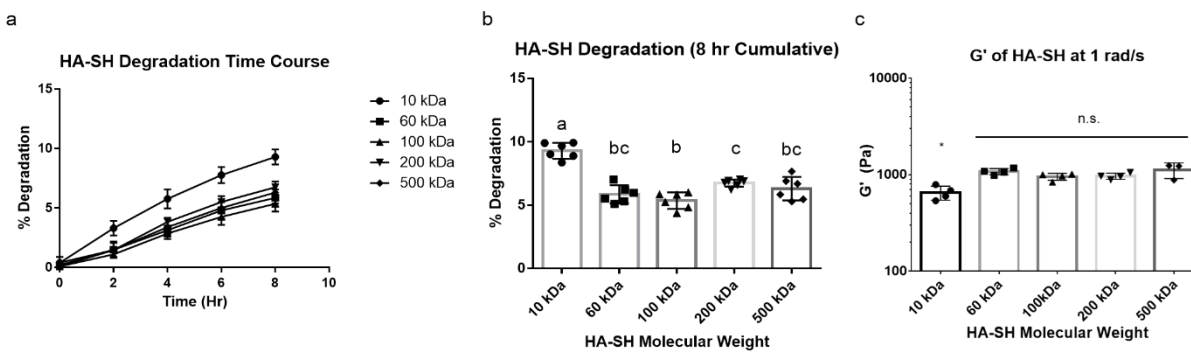 a
HA-SH Degradation Time Course
15
10
5
0
% Degradation
0 2 4 6 8 10
Time (Hr)
10 kDa
60 kDa
100 kDa
200 kDa
500 kDa
b
HA-SH Degradation (8 hr Cumulative)
15
10
5
0
% Degradation
a
bc
b
c
bc
10 kDa
60 kDa
100 kDa
200 kDa
500 kDa
HA-SH Molecular Weight
c
G' of HA-SH at 1 rad/s
10000
1000
100
G' (Pa)
*
n.s.
10 kDa
60 kDa
100kDa
200 kDa
500 kDa
HA-SH Molecular Weight